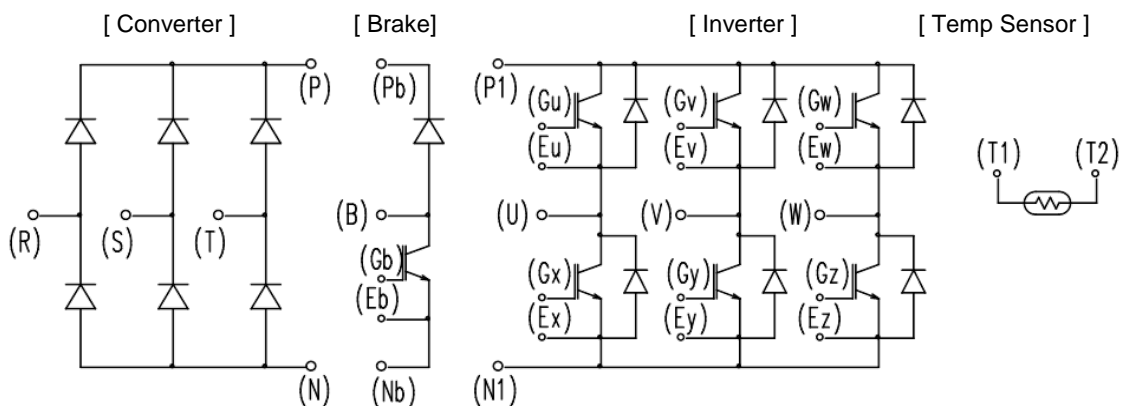 [ Converter ] [ Brake] [ Inverter ] [ Temp Sensor ]
(P) (Pb) (P1)
(Gu) (Gv) (Gw)
(Eu) (Ev) (Ew)
(T1) (T2)
(R) (S) (T) (B) (U) (V) (W)
(Gb) (Gx) (Gy) (Gz)
(Eb) (Ex) (Ey) (Ez)
(N) (Nb) (N1)